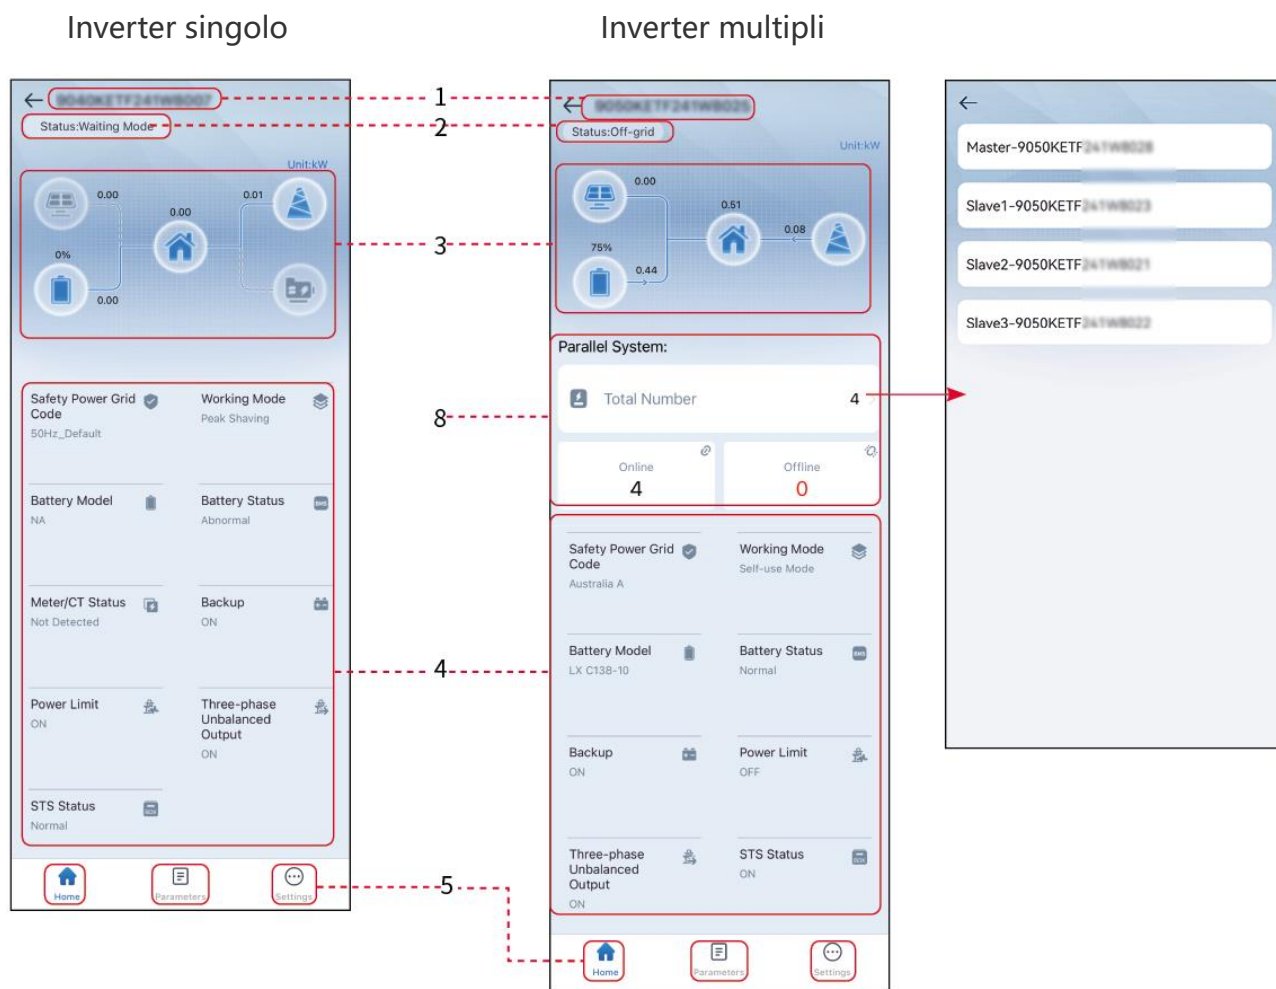 Inverter singolo
Inverter multipli
Status:Waiting Mode
Unit:kW
0.00
0.01
0.00
0%
0.00
Safety Power Grid Code
50Hz_Default
Working Mode
Peak Shaving
Battery Model
NA
Battery Status
Abnormal
Meter/CT Status
Not Detected
Backup
ON
Power Limit
ON
Three-phase
Unbalanced
Output
ON
STS Status
Normal
Home
Parameters
Settings
1
2
3
8
4
5
Status:Off-grid
Unit:kW
0.00
0.51
0.08
75%
0.44
Parallel System:
Total Number
4
Online
4
Offline
0
Safety Power Grid
Code
Australia A
Working Mode
Self-use Mode
Battery Model
LX C138-10
Battery Status
Normal
Backup
ON
Power Limit
OFF
Three-phase
Unbalanced
Output
ON
STS Status
ON
Home
Parameters
Settings
Master-9050KETF
Slave1-9050KETF
Slave2-9050KETF
Slave3-9050KETF